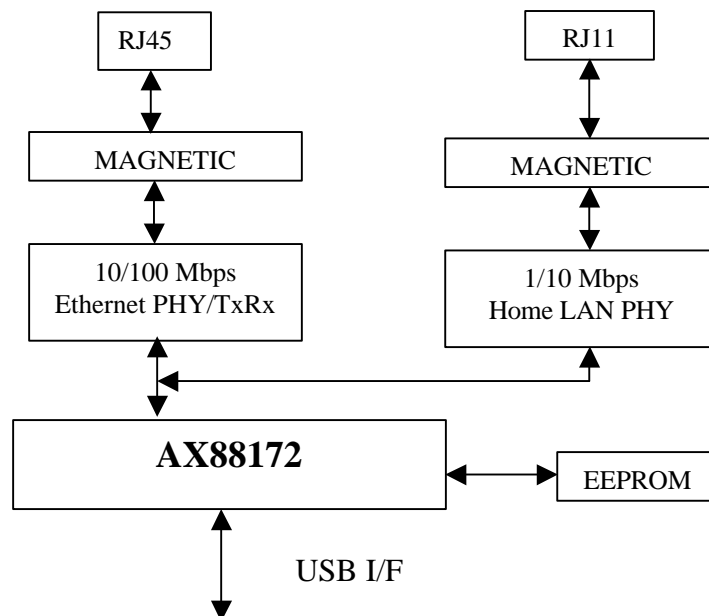 RJ45
RJ11
MAGNETIC
MAGNETIC
10/100 Mbps
Ethernet PHY/TxRx
1/10 Mbps
Home LAN PHY
AX88172
EEPROM
USB I/F